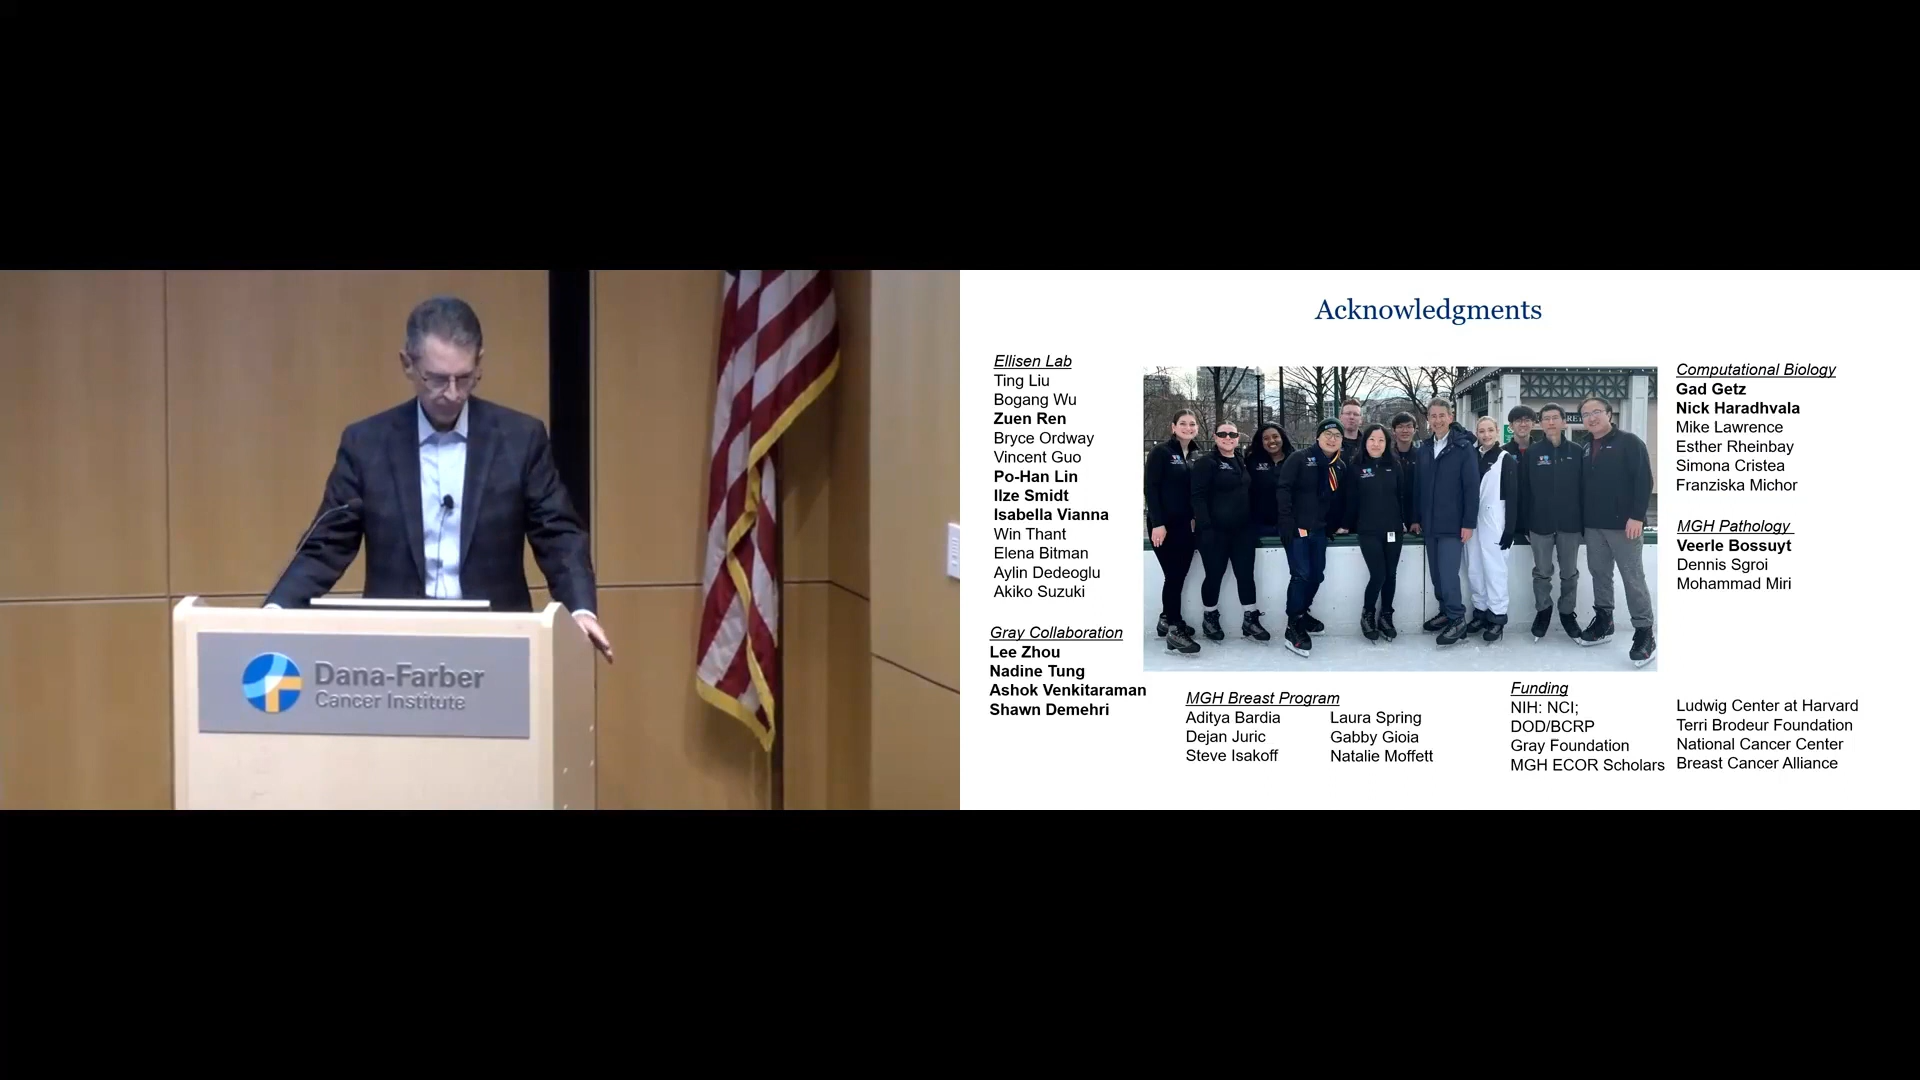 Dana-Farber
Cancer Institute
Acknowledgments
Ellisen Lab
Ting Liu
Bogang Wu
Zuen Ren
Bryce Ordway
Vincent Guo
Po-Han Lin
Ilze Smidt
Isabella Vianna
Win Thant
Elena Bitman
Aylin Dedeoglu
Akiko Suzuki
Gray Collaboration
Lee Zhou
Nadine Tung
Ashok Venkitaraman
Shawn Demehri
MGH Breast Program
Aditya Bardia
Dejan Juric
Steve Isakoff
Laura Spring
Gabby Gioia
Natalie Moffett
Computational Biology
Gad Getz
Nick Haradhvala
Mike Lawrence
Esther Rheinbay
Simona Cristea
Franziska Michor
MGH Pathology
Veerle Bossuyt
Dennis Sgroi
Mohammad Miri
Funding
NIH: NCI;
DOD/BCRP
Gray Foundation
MGH ECOR Scholars
Ludwig Center at Harvard
Terri Brodeur Foundation
National Cancer Center
Breast Cancer Alliance